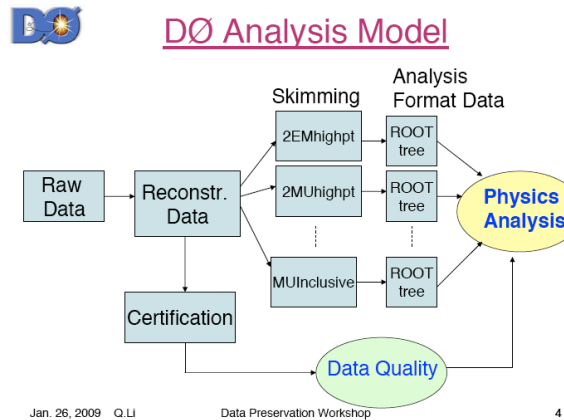 DØ
DØ Analysis Model
Skimming
Analysis
Format Data
2EMhighpt
ROOT
tree
Raw
Data
Reconstr.
Data
2MUhighpt
ROOT
tree
Physics
Analysis
MUInclusive
ROOT
tree
Certification
Data Quality
Jan. 26, 2009 Q.Li
Data Preservation Workshop
4